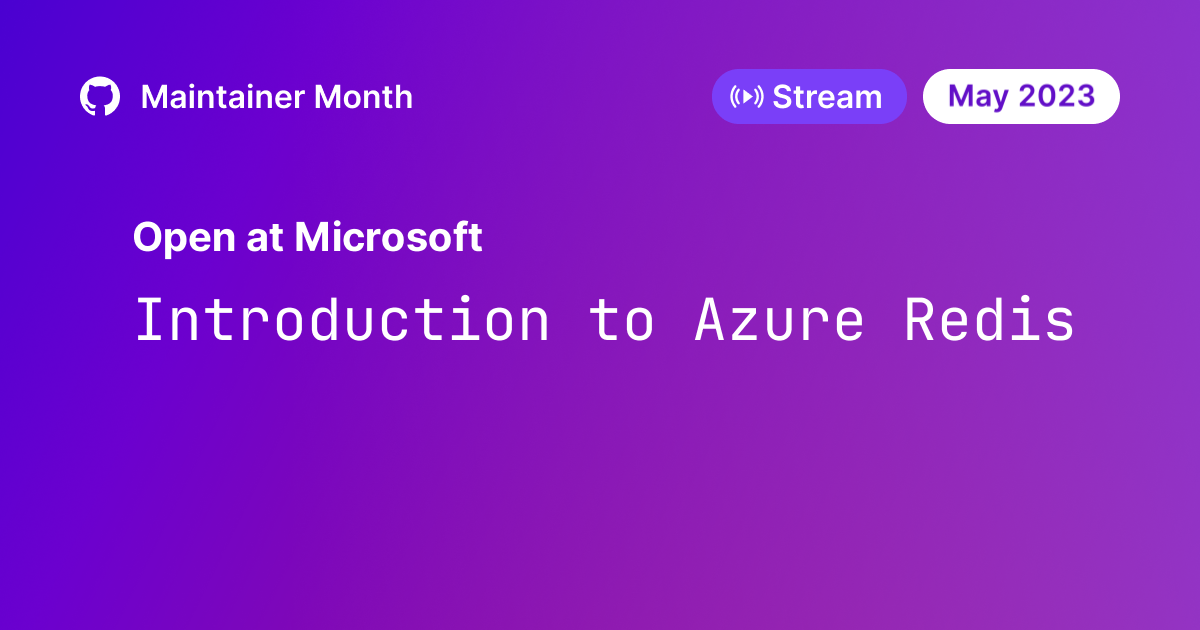 Maintainer Month
Stream
May 2023
Open at Microsoft
Introduction to Azure Redis